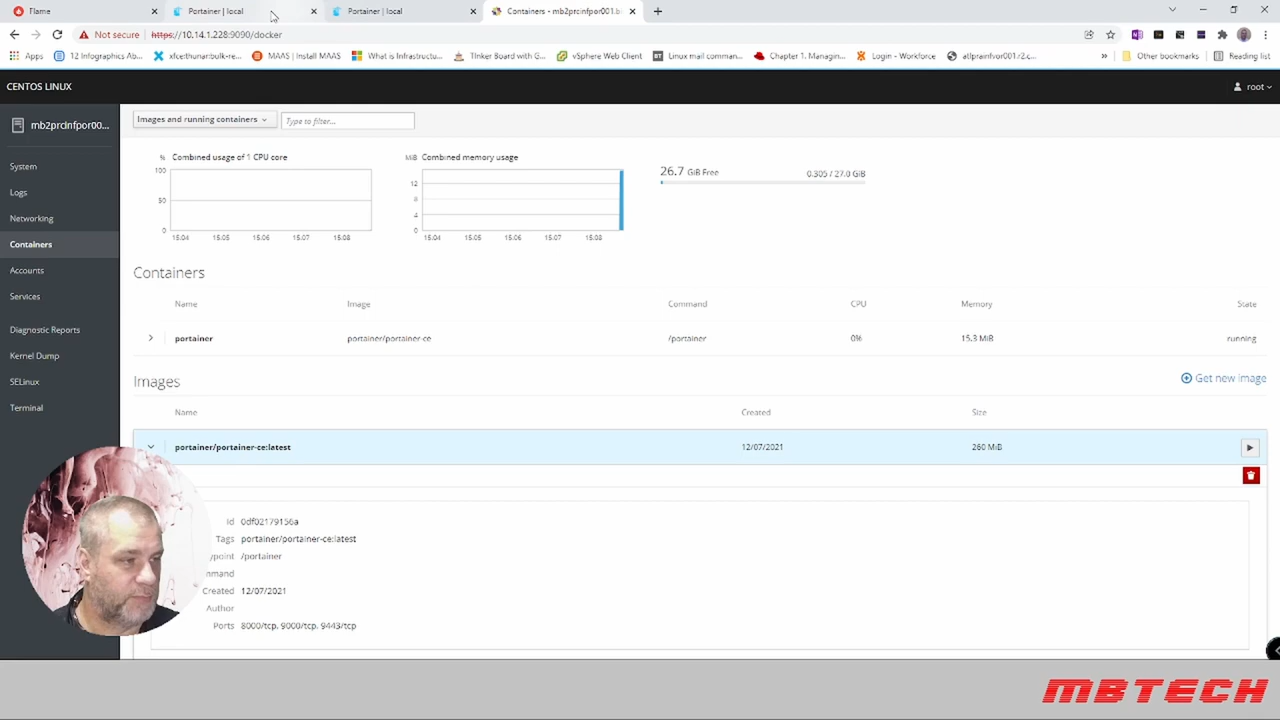 Flame
Portainer | local
Portainer | local
Containers - mb2prcinfpor001.b
Not secure
https://10.14.1.228:9090/docker
Apps
12 Infographics Ab...
MAAS | Install MAAS
What is Infrastructu...
Tinker Board with G...
vSphere Web Client
Linux mail comman...
Chapter 1. Managin...
Login - Workforce
»
Other bookmarks
Reading list
CENTOS LINUX
root
Images and running containers
Type to filter...
System
Logs
Networking
Containers
Accounts
Services
Diagnostic Reports
Kernel Dump
SELinux
Terminal
% Combined usage of 1 CPU core
100
50
0
15:04 15:05 15:06 15:07 15:08
MiB Combined memory usage
12
8
4
0
15:04 15:05 15:06 15:07 15:08
26.7 GiB Free
0.305 / 27.0 GiB
Containers
Name Image Command CPU Memory State
portainer portainer/portainer-ce /portainer 0% 15.3 MiB running
Images
Get new image
Name Created Size
portainer/portainer-ce:latest 12/07/2021 260 MiB
Id 0df02179156a
Tags portainer/portainer-ce:latest
/portainer
Created 12/07/2021
Author
Ports 8000/tcp, 9000/tcp, 9443/tcp
MBTECH